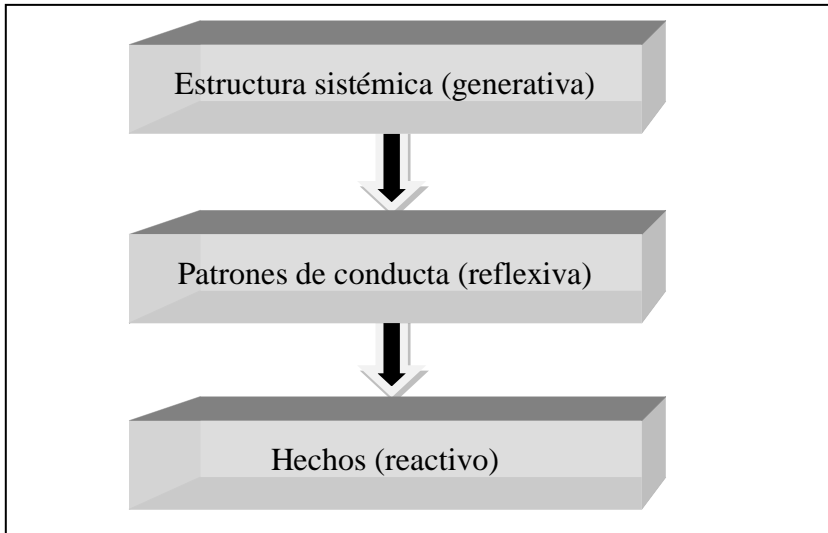 Estructura sistémica (generativa)
Patrones de conducta (reflexiva)
Hechos (reactivo)